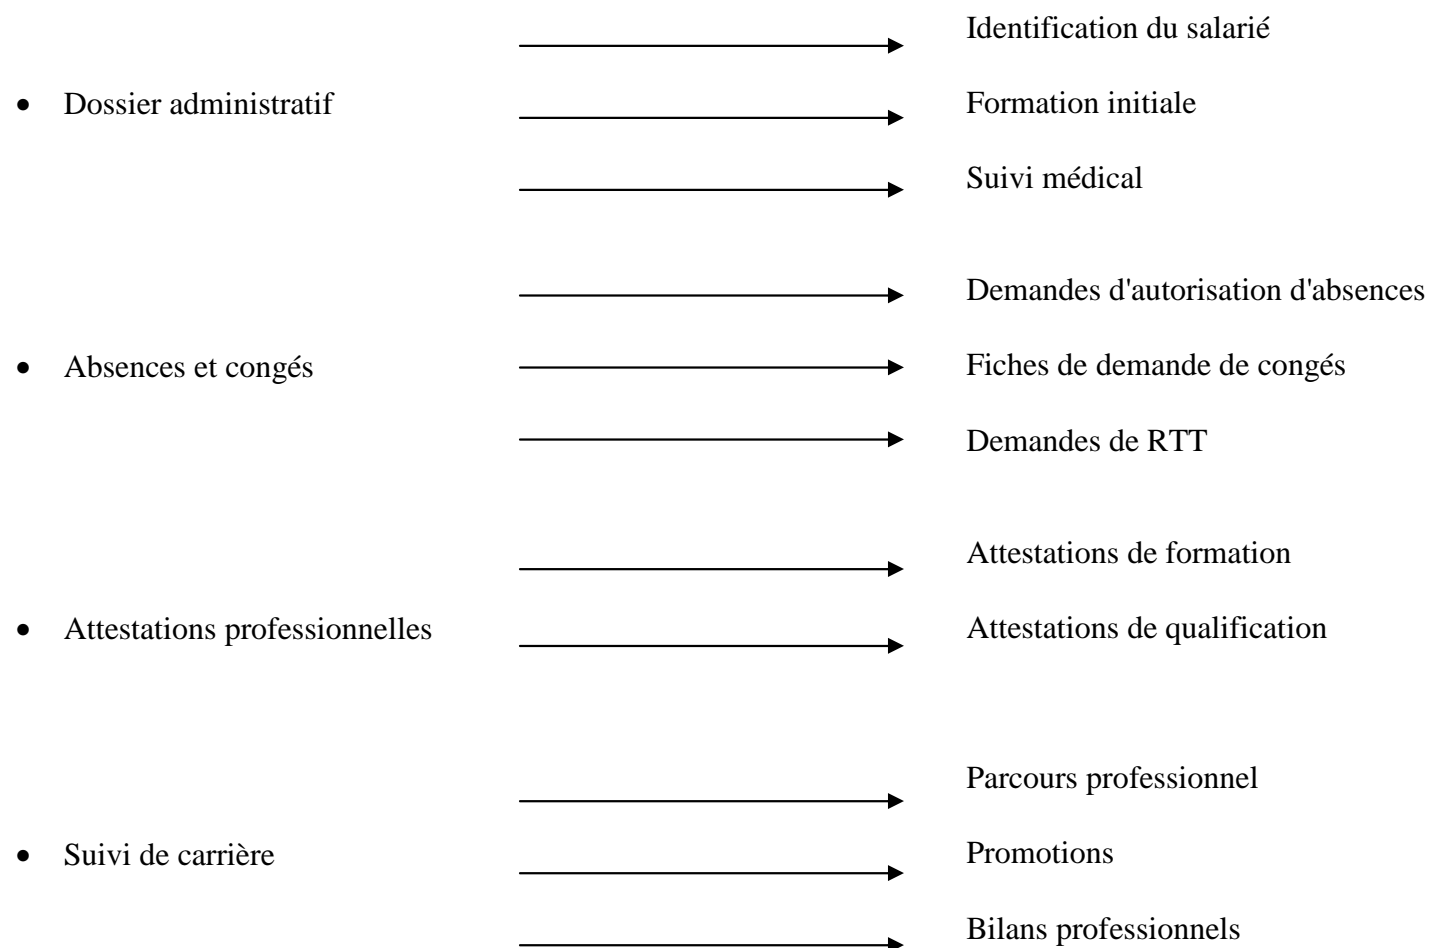 Identification du salarié
• Dossier administratif
Formation initiale
Suivi médical
Demandes d'autorisation d'absences
• Absences et congés
Fiches de demande de congés
Demandes de RTT
Attestations de formation
• Attestations professionnelles
Attestations de qualification
Parcours professionnel
• Suivi de carrière
Promotions
Bilans professionnels